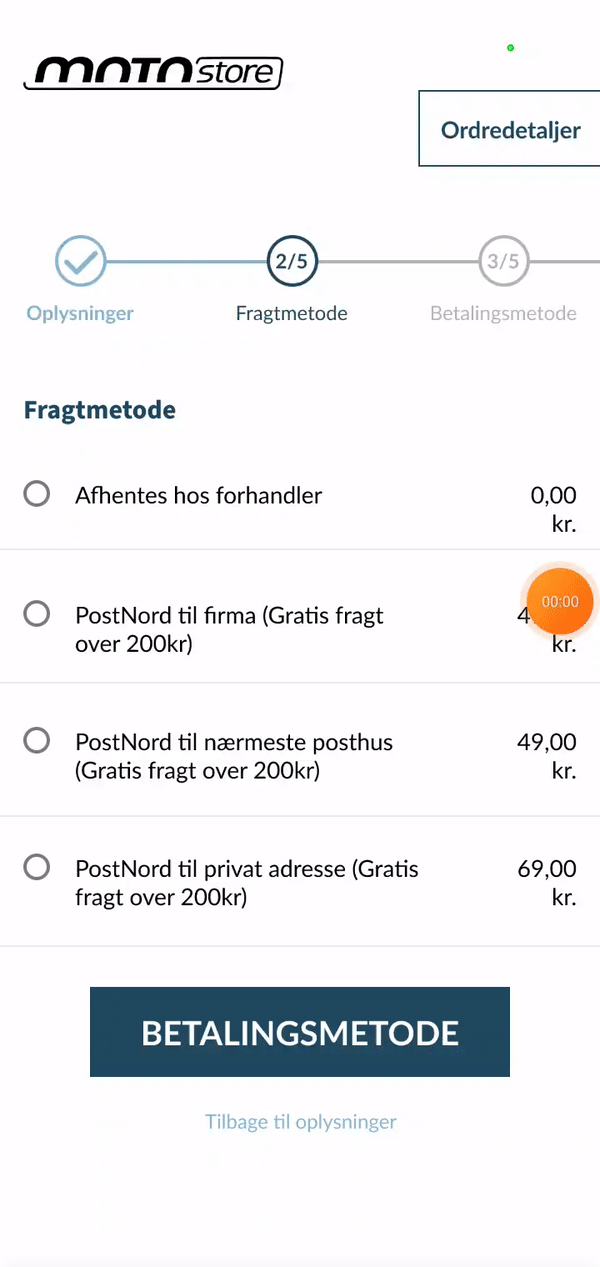 MOTO store
Ordredetaljer
2/5
3/5
Oplysninger
Fragtmetode
Betalingsmetode
Fragtmetode
Afhentes hos forhandler
0,00
kr.
PostNord til firma (Gratis fragt
over 200kr)
4
00:00
kr.
PostNord til nærmeste posthus
(Gratis fragt over 200kr)
49,00
kr.
PostNord til privat adresse (Gratis
fragt over 200kr)
69,00
kr.
BETALINGSMETODE
Tilbage til oplysninger